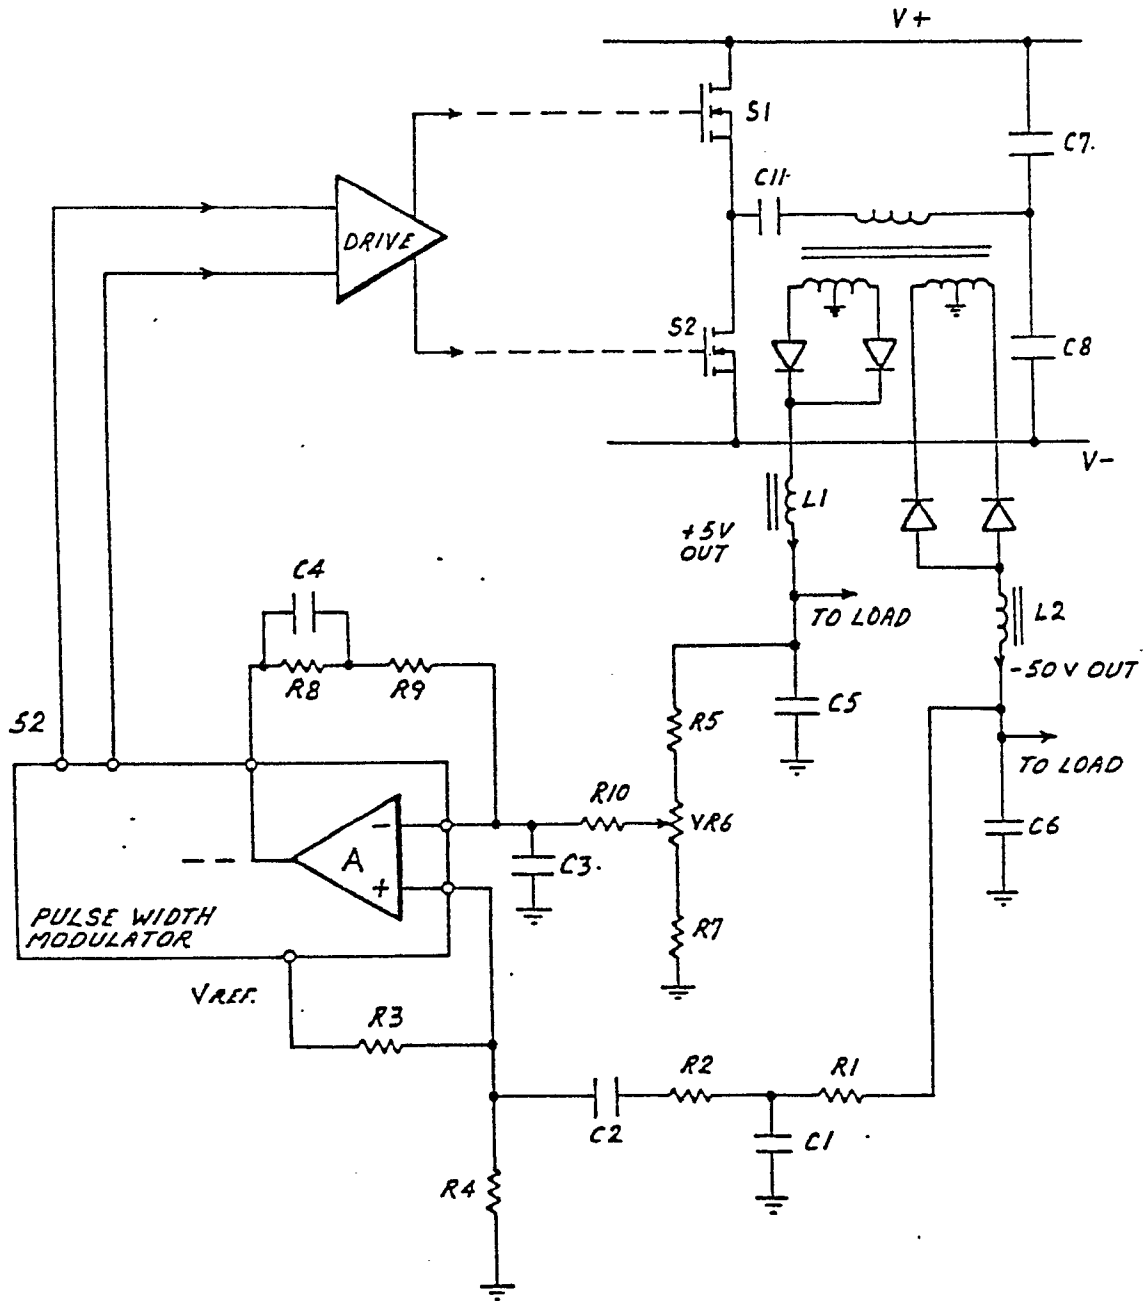 V+
S1
C7.
C11
DRIVE
S2
C8
V-
L1
+5V
OUT
C4
TO LOAD
L2
R8
R9
-50V OUT
S2
R5
C5
TO LOAD
R10
VR6
C6
-
A
+
C3.
PULSE WIDTH
MODULATOR
R7
VREF.
R3
R2
R1
C2
C1
R4